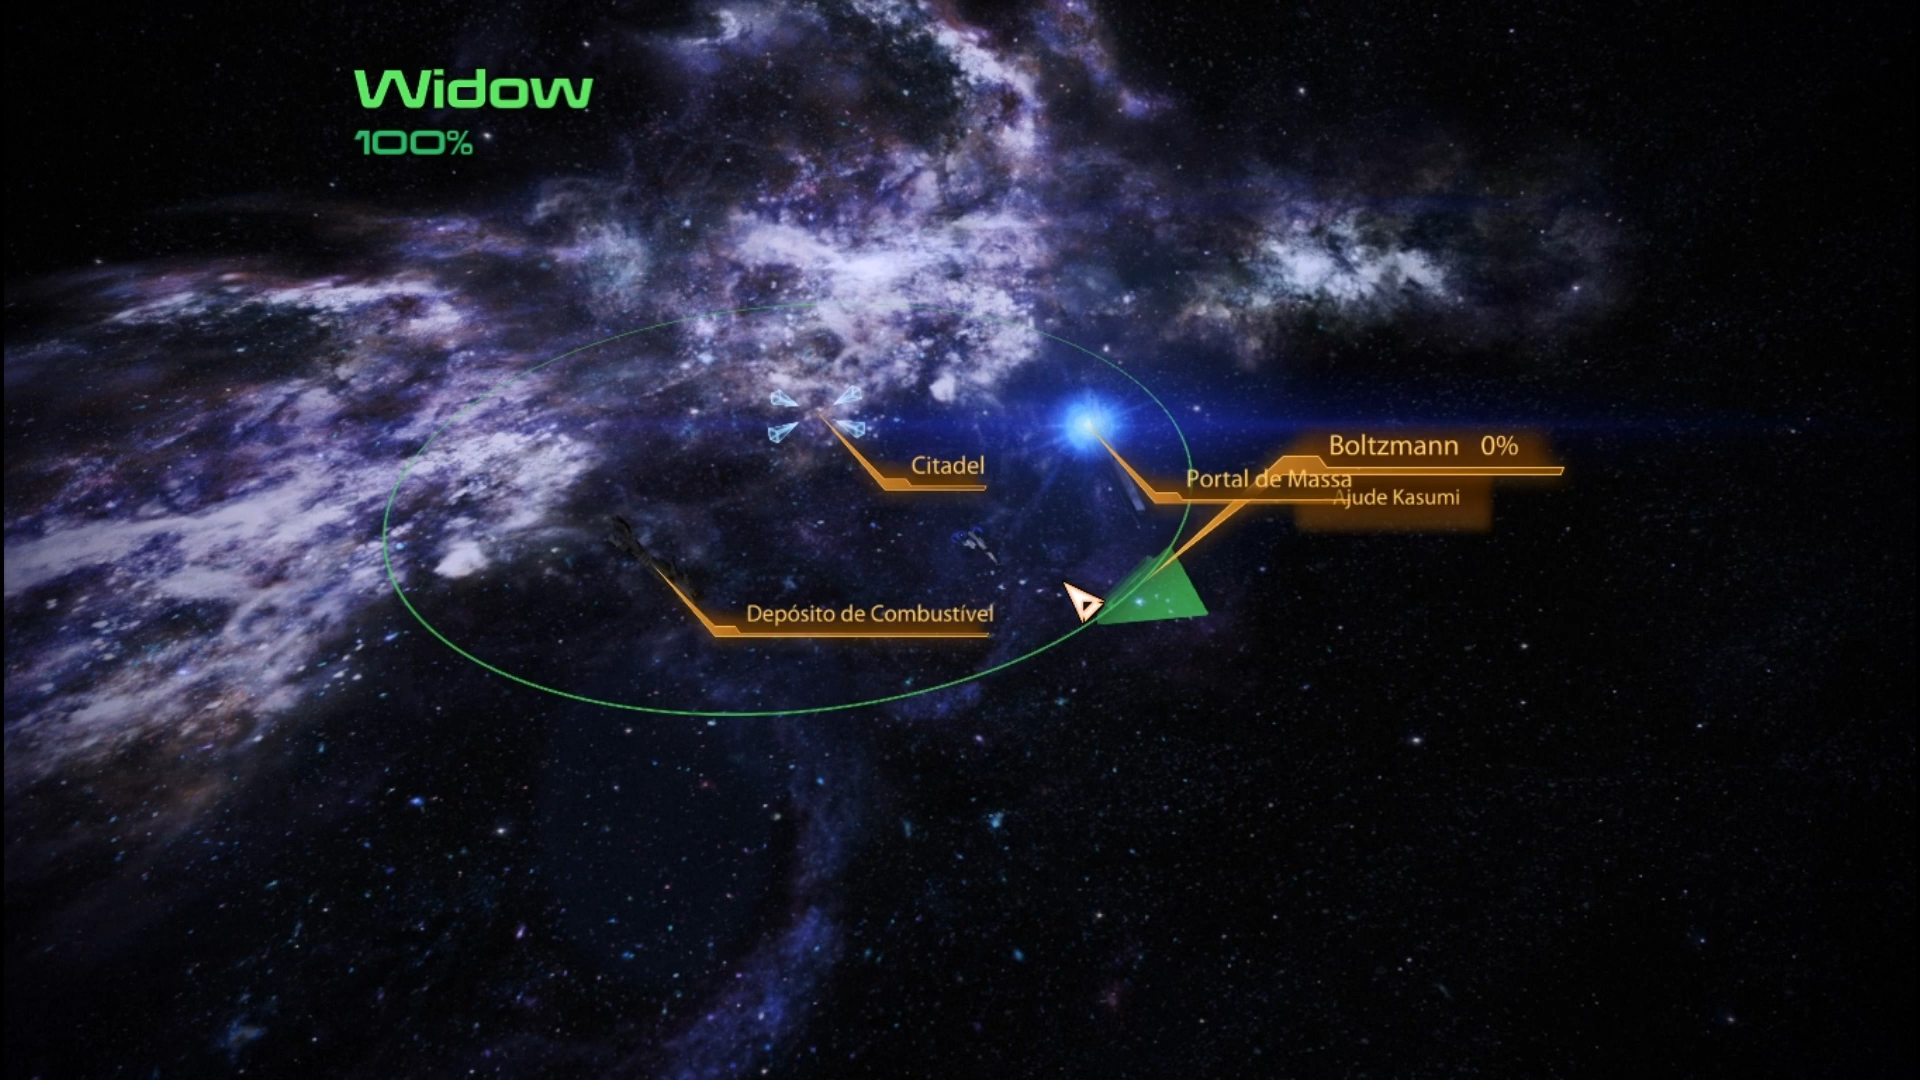 Widow
100%
Citadel
Boltzmann 0%
Portal de Massa
Ajude Kasumi
Depósito de Combustível